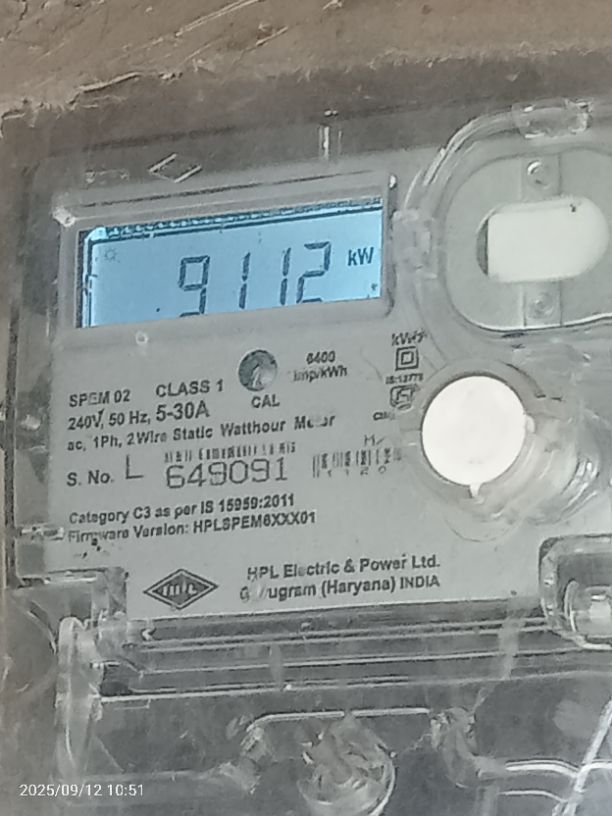 9112 kW
6400
imp/kWh
CAL
SPEM 02 CLASS 1
240V, 50 Hz, 5-30A
ac, 1Ph, 2Wire Static Watthour
S. No. L 649091
Category C3 as per IS 15959:2011
Firmware Version: HPLSPEM6XXX01
HPL Electric & Power Ltd.
(Haryana) INDIA
2025/09/12 10:51